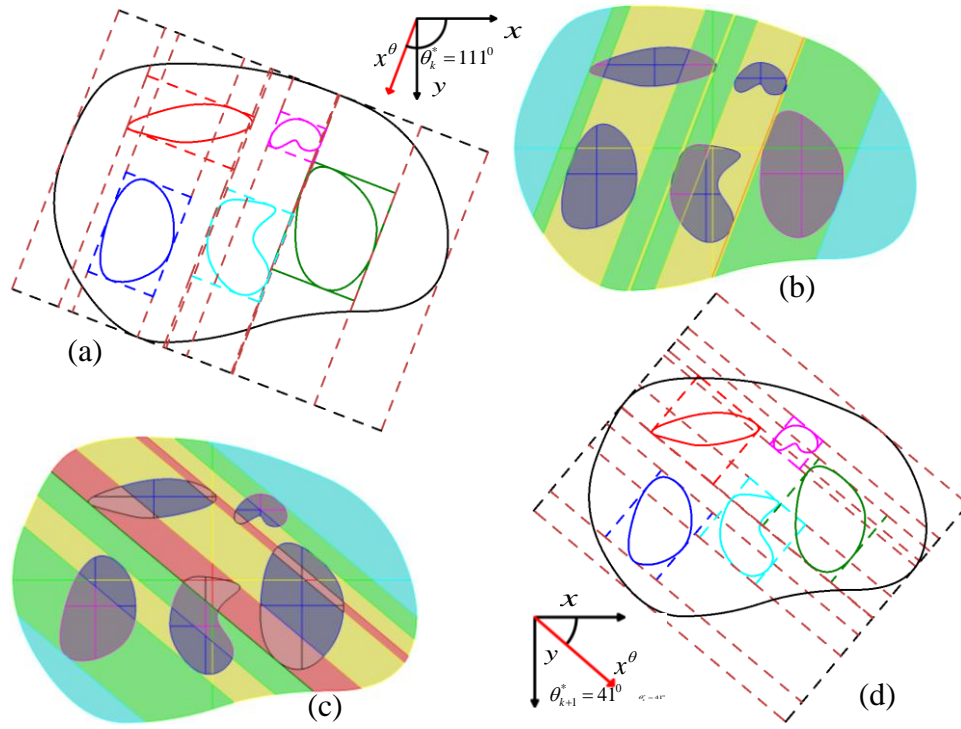 x
x^θ
θ_k^* = 111^0
y
(b)
(a)
x
y
x^θ
θ_{k+1}^* = 41^0
(c)
(d)